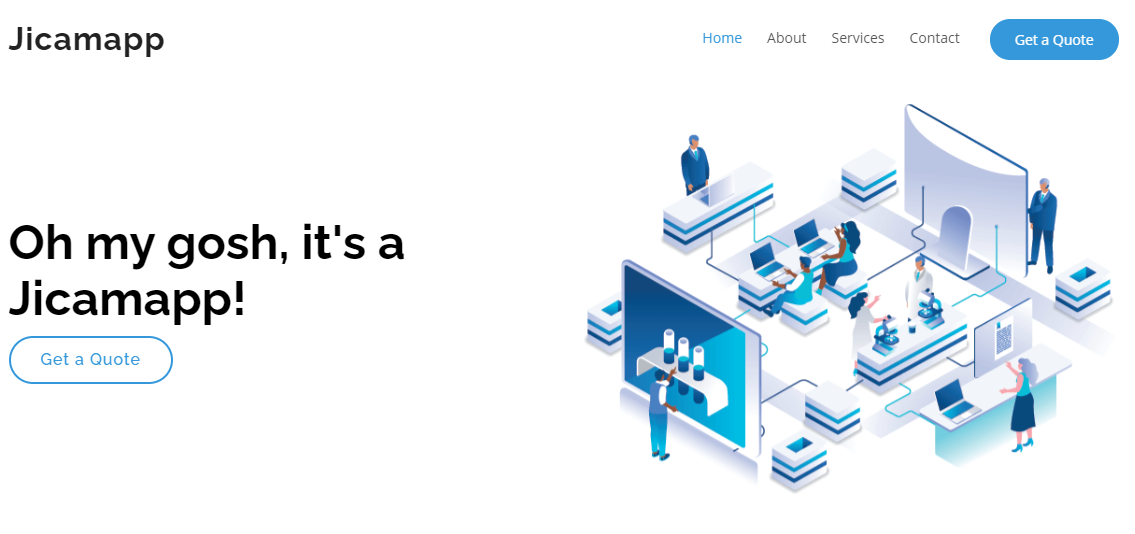 Jicamapp
Home About Services Contact Get a Quote
Oh my gosh, it's a
Jicamapp!
Get a Quote